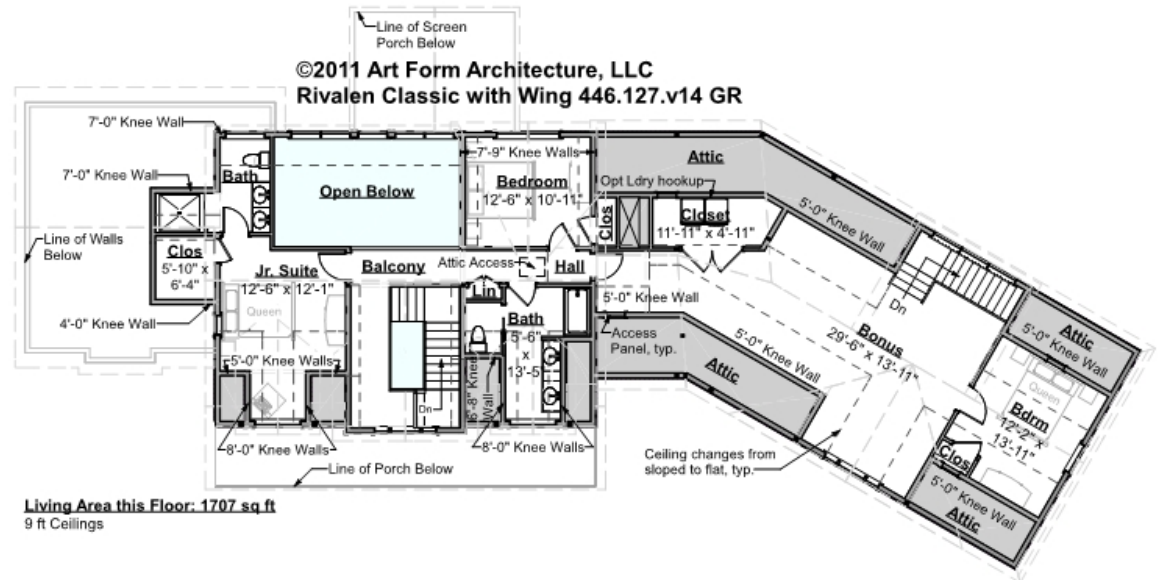 Line of Screen
Porch Below
©2011 Art Form Architecture, LLC
Rivalen Classic with Wing 446.127.v14 GR
7'-0" Knee Wall
7'-9" Knee Walls
Attic
Bath
7'-0" Knee Wall
Open Below
Bedroom
12'-6" x 10'-11"
Opt Ldry hookup
5'-0" Knee Wall
Clos
Closet
11'-11" x 4'-11"
Line of Walls
Below
Clos
5'-10" x
6'-4"
Jr. Suite
12'-6" x 12'-1"
Balcony
Attic Access
Hall
Lin
Queen
4'-0" Knee Wall
5'-0" Knee Wall
Dn
Bath
5'-6"
x
13'-5"
Access
Panel, typ.
5'-0" Knee Wall
Bonus
29'-6" x 13'-11"
Attic
5'-0" Knee Wall
5'-0" Knee Walls
Attic
6'-8" Knee
Wall
Dn
Queen
Bdrm
12'-2" x
13'-11"
8'-0" Knee Walls
8'-0" Knee Walls
Ceiling changes from
sloped to flat, typ.
Clos
5'-0" Knee Wall
Attic
Line of Porch Below
Living Area this Floor: 1707 sq ft
9 ft Ceilings